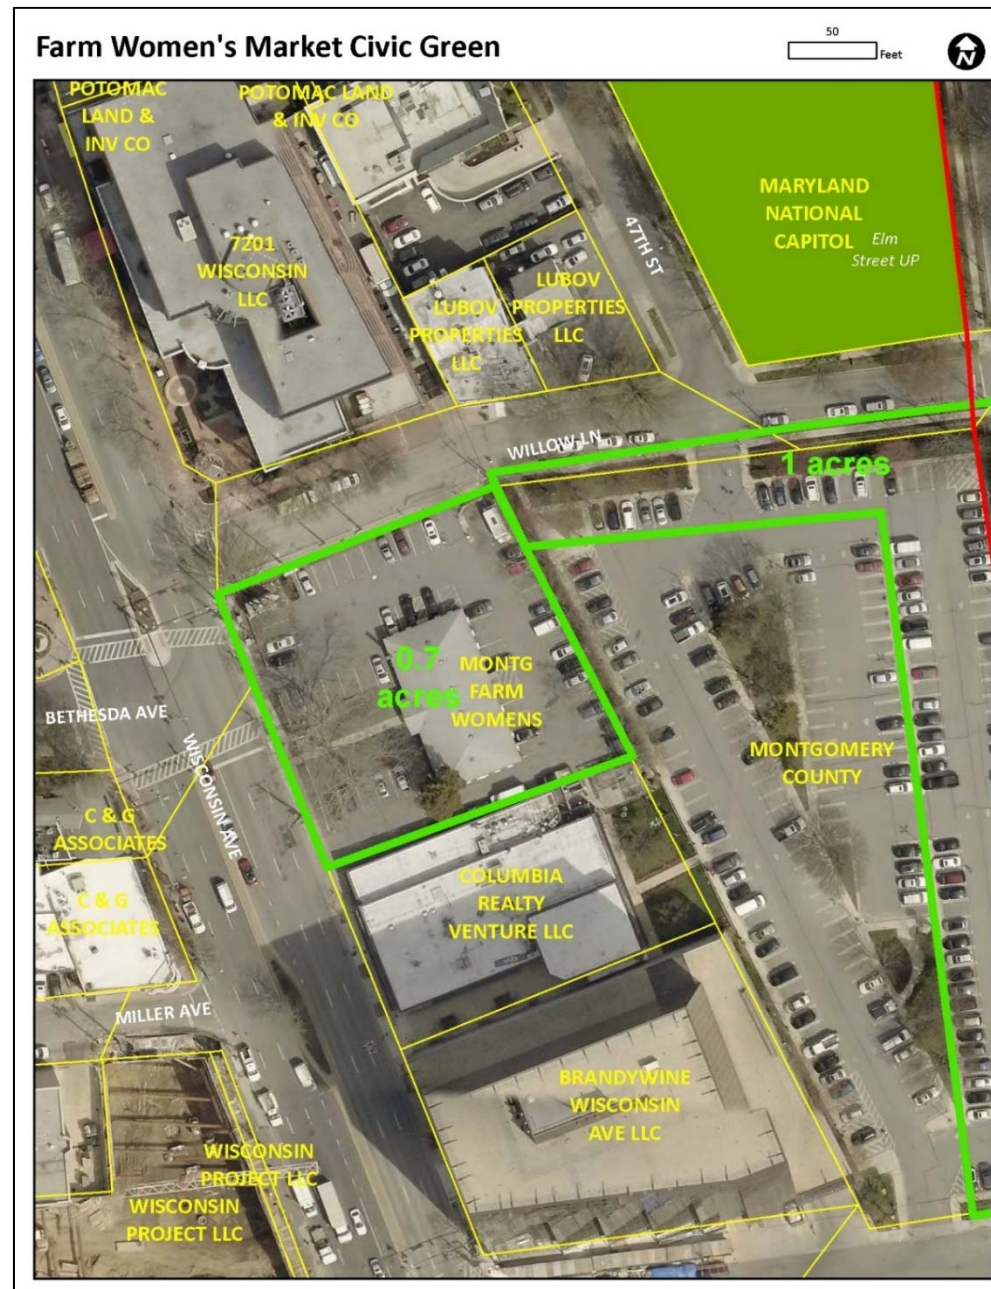 Farm Women's Market Civic Green
50
Feet
N
POTOMAC
LAND &
INV CO
POTOMAC LAND
& INV CO
7201
WISCONSIN
LLC
47TH ST
MARYLAND
NATIONAL
CAPITOL
Elm
Street UP
LUBOV
PROPERTIES
LLC
LUBOV
PROPERTIES
LLC
WILLOW LN
1 acres
0.7
acres
MONTG
FARM
WOMENS
BETHESDA AVE
WISCONSIN AVE
MONTGOMERY
COUNTY
C & G
ASSOCIATES
C & G
ASSOCIATES
COLUMBIA
REALTY
VENTURE LLC
MILLER AVE
BRANDYWINE
WISCONSIN
AVE LLC
WISCONSIN
PROJECT LLC
WISCONSIN
PROJECT LLC